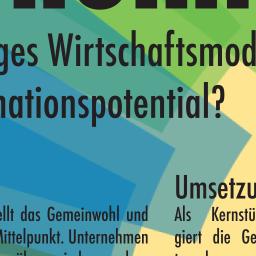 ges Wirtschaftsmod
nationspotential?
ellt das Gemeinwohl und
Mittelpunkt. Unternehmen
Umsetzu
Als Kernstü
giert die Ge